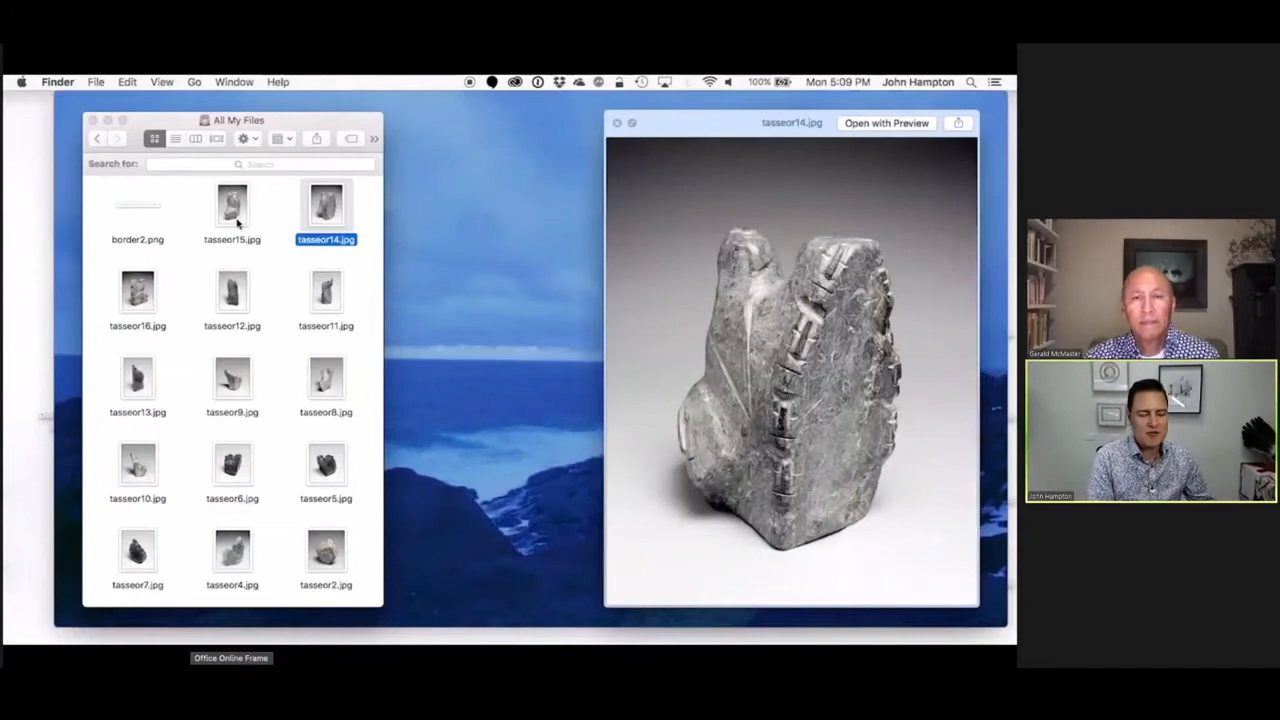 Finder File Edit View Go Window Help 100% Mon 5:09 PM John Hampton
All My Files
tasseor14.jpg Open with Preview
Search for: Search
border2.png tasseor15.jpg tasseor14.jpg
tasseor16.jpg tasseor12.jpg tasseor11.jpg
tasseor13.jpg tasseor9.jpg tasseor8.jpg
tasseor10.jpg tasseor6.jpg tasseor5.jpg
tasseor7.jpg tasseor4.jpg tasseor2.jpg
Office Online Frame
Gerald McMaster
John Hampton